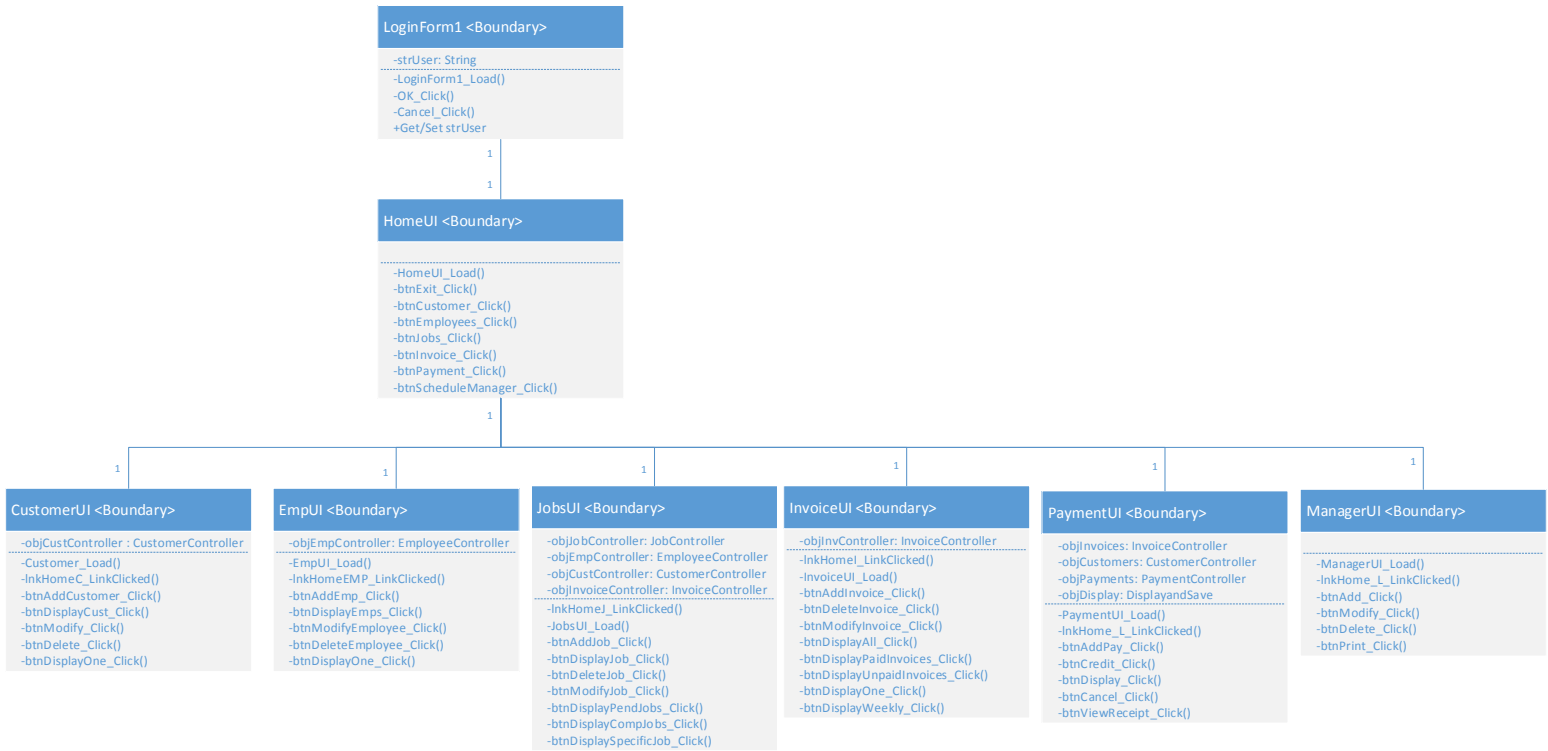 LoginForm1 <Boundary>
-strUser: String
-LoginForm1_Load()
-OK_Click()
-Cancel_Click()
+Get/Set strUser
1
1
HomeUI <Boundary>
-HomeUI_Load()
-btnExit_Click()
-btnCustomer_Click()
-btnEmployees_Click()
-btnJobs_Click()
-btnInvoice_Click()
-btnPayment_Click()
-btnScheduleManager_Click()
1
1
CustomerUI <Boundary>
-objCustController : CustomerController
-Customer_Load()
-lnkHomeC_LinkClicked()
-btnAddCustomer_Click()
-btnDisplayCust_Click()
-btnModify_Click()
-btnDelete_Click()
-btnDisplayOne_Click()
1
EmpUI <Boundary>
-objEmpController: EmployeeController
-EmpUI_Load()
-lnkHomeEMP_LinkClicked()
-btnAddEmp_Click()
-btnDisplayEmps_Click()
-btnModifyEmployee_Click()
-btnDeleteEmployee_Click()
-btnDisplayOne_Click()
1
JobsUI <Boundary>
-objJobController: JobController
-objEmpController: EmployeeController
-objCustController: CustomerController
-objInvoiceController: InvoiceController
-lnkHomeJ_LinkClicked()
-JobsUI_Load()
-btnAddJob_Click()
-btnDisplayJob_Click()
-btnDeleteJob_Click()
-btnModifyJob_Click()
-btnDisplayPendJobs_Click()
-btnDisplayCompJobs_Click()
-btnDisplaySpecificJob_Click()
1
InvoiceUI <Boundary>
-objInvController: InvoiceController
-lnkHomeI_LinkClicked()
-InvoiceUI_Load()
-btnAddInvoice_Click()
-btnDeleteInvoice_Click()
-btnModifyInvoice_Click()
-btnDisplayAll_Click()
-btnDisplayPaidInvoices_Click()
-btnDisplayUnpaidInvoices_Click()
-btnDisplayOne_Click()
-btnDisplayWeekly_Click()
1
PaymentUI <Boundary>
-objInvoices: InvoiceController
-objCustomers: CustomerController
-objPayments: PaymentController
-objDisplay: DisplayandSave
-PaymentUI_Load()
-lnkHome_L_LinkClicked()
-btnAddPay_Click()
-btnCredit_Click()
-btnDisplay_Click()
-btnCancel_Click()
-btnViewReceipt_Click()
1
ManagerUI <Boundary>
-ManagerUI_Load()
-lnkHome_L_LinkClicked()
-btnAdd_Click()
-btnModify_Click()
-btnDelete_Click()
-btnPrint_Click()